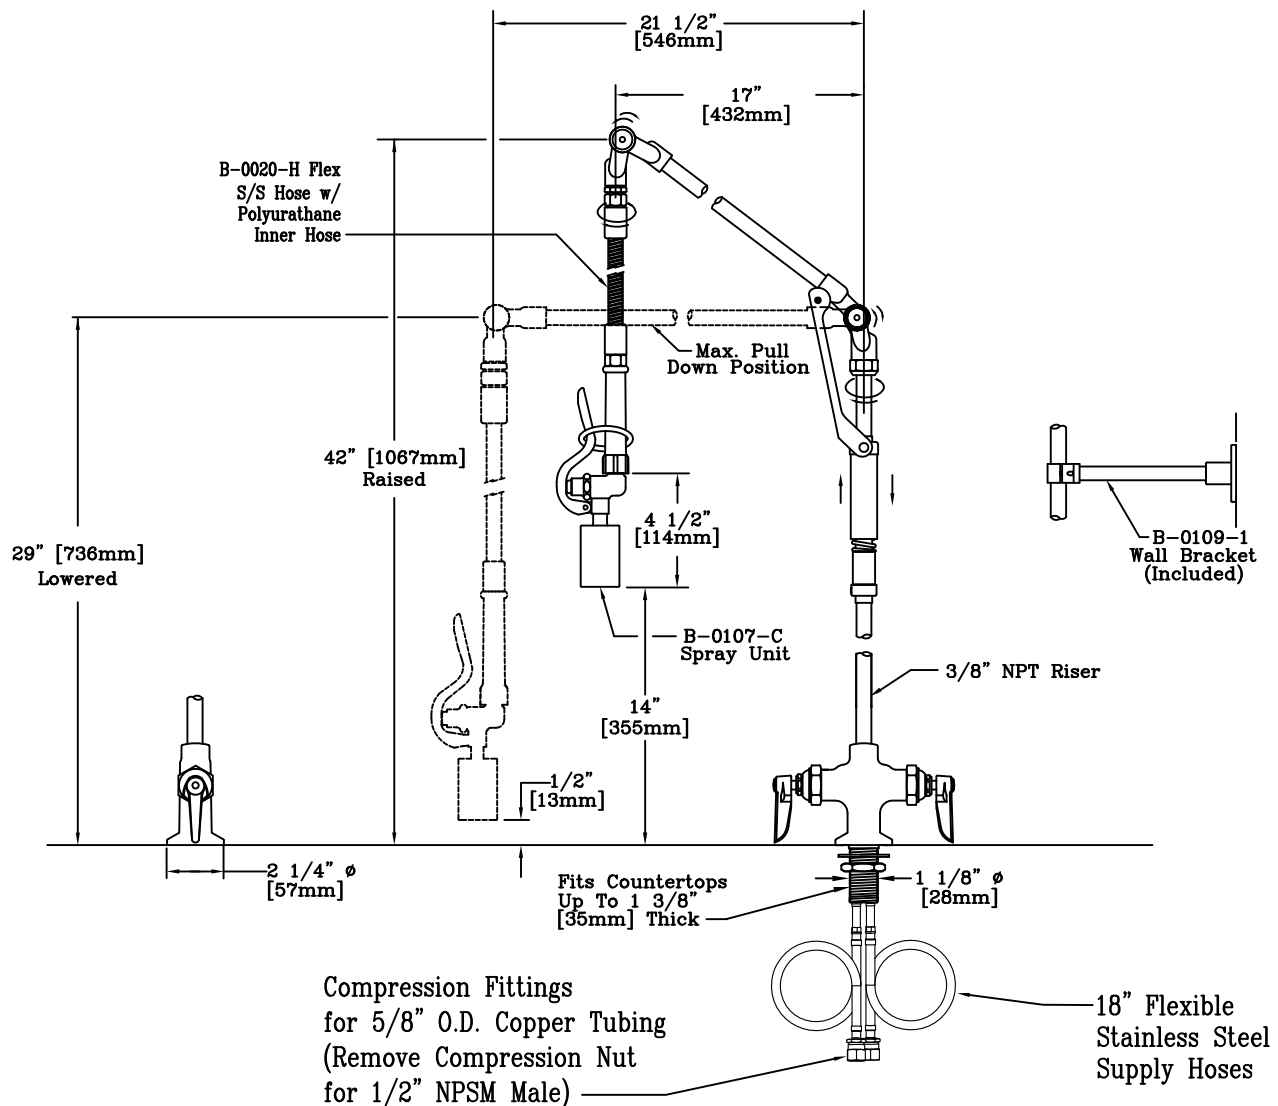 21 1/2"
[546mm]
17"
[432mm]
B-0020-H Flex
S/S Hose w/
Polyurathane
Inner Hose
Max. Pull
Down Position
42" [1067mm]
Raised
29" [736mm]
Lowered
4 1/2"
[114mm]
B-0109-1
Wall Bracket
(Included)
B-0107-C
Spray Unit
3/8" NPT Riser
14"
[355mm]
1/2"
[13mm]
2 1/4" ø
[57mm]
Fits Countertops
Up To 1 3/8"
[35mm] Thick
1 1/8" ø
[28mm]
Compression Fittings
for 5/8" O.D. Copper Tubing
(Remove Compression Nut
for 1/2" NPSM Male)
18" Flexible
Stainless Steel
Supply Hoses